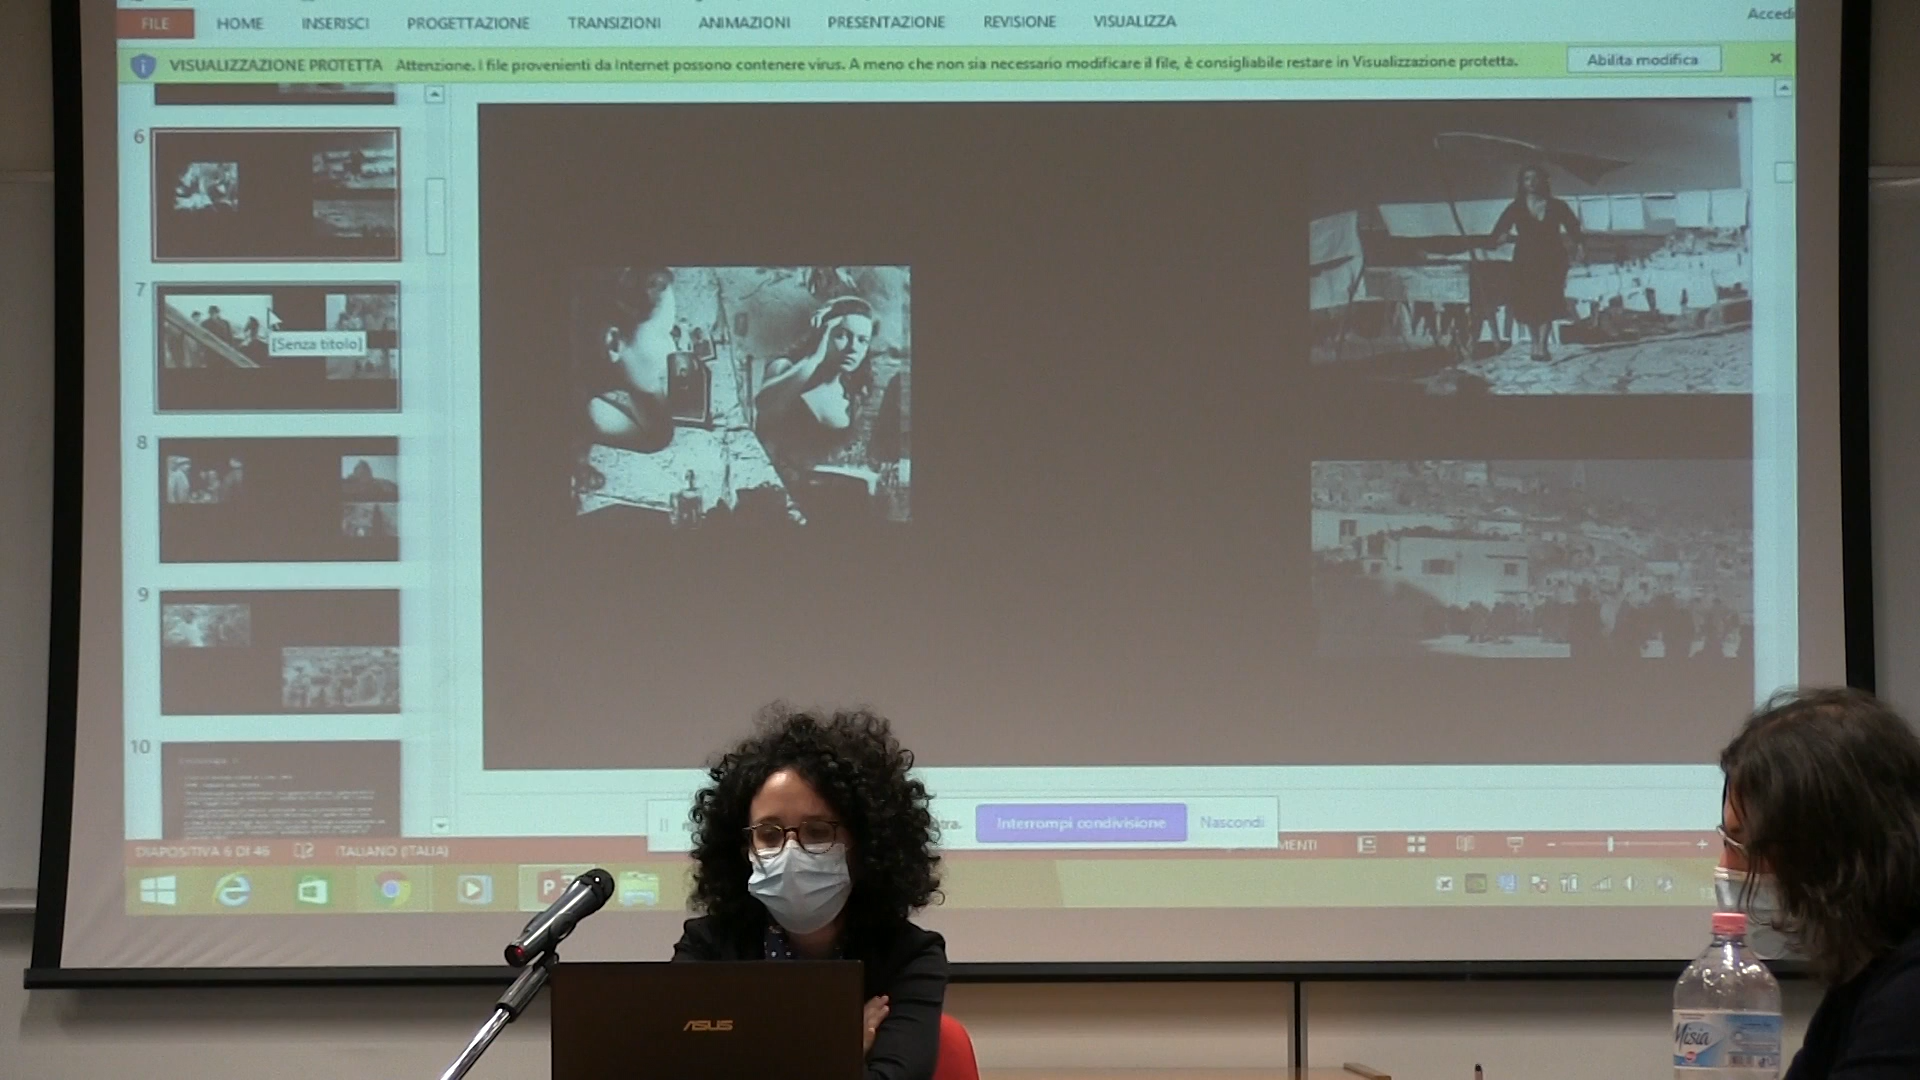 FILE HOME INSERISCI PROGETTAZIONE TRANSIZIONI ANIMAZIONI PRESENTAZIONE REVISIONE VISUALIZZA Accedi
VISUALIZZAZIONE PROTETTA Attenzione. I file provenienti da Internet possono contenere virus. A meno che non sia necessario modificare il file, è consigliabile restare in Visualizzazione protetta. Abilita modifica
6
7
[Senza titolo]
8
9
10
Interrompi condivisione Nascondi
DIAPOSITIVA 6 DI 46 ITALIANO (ITALIA)
ASUS
Misia